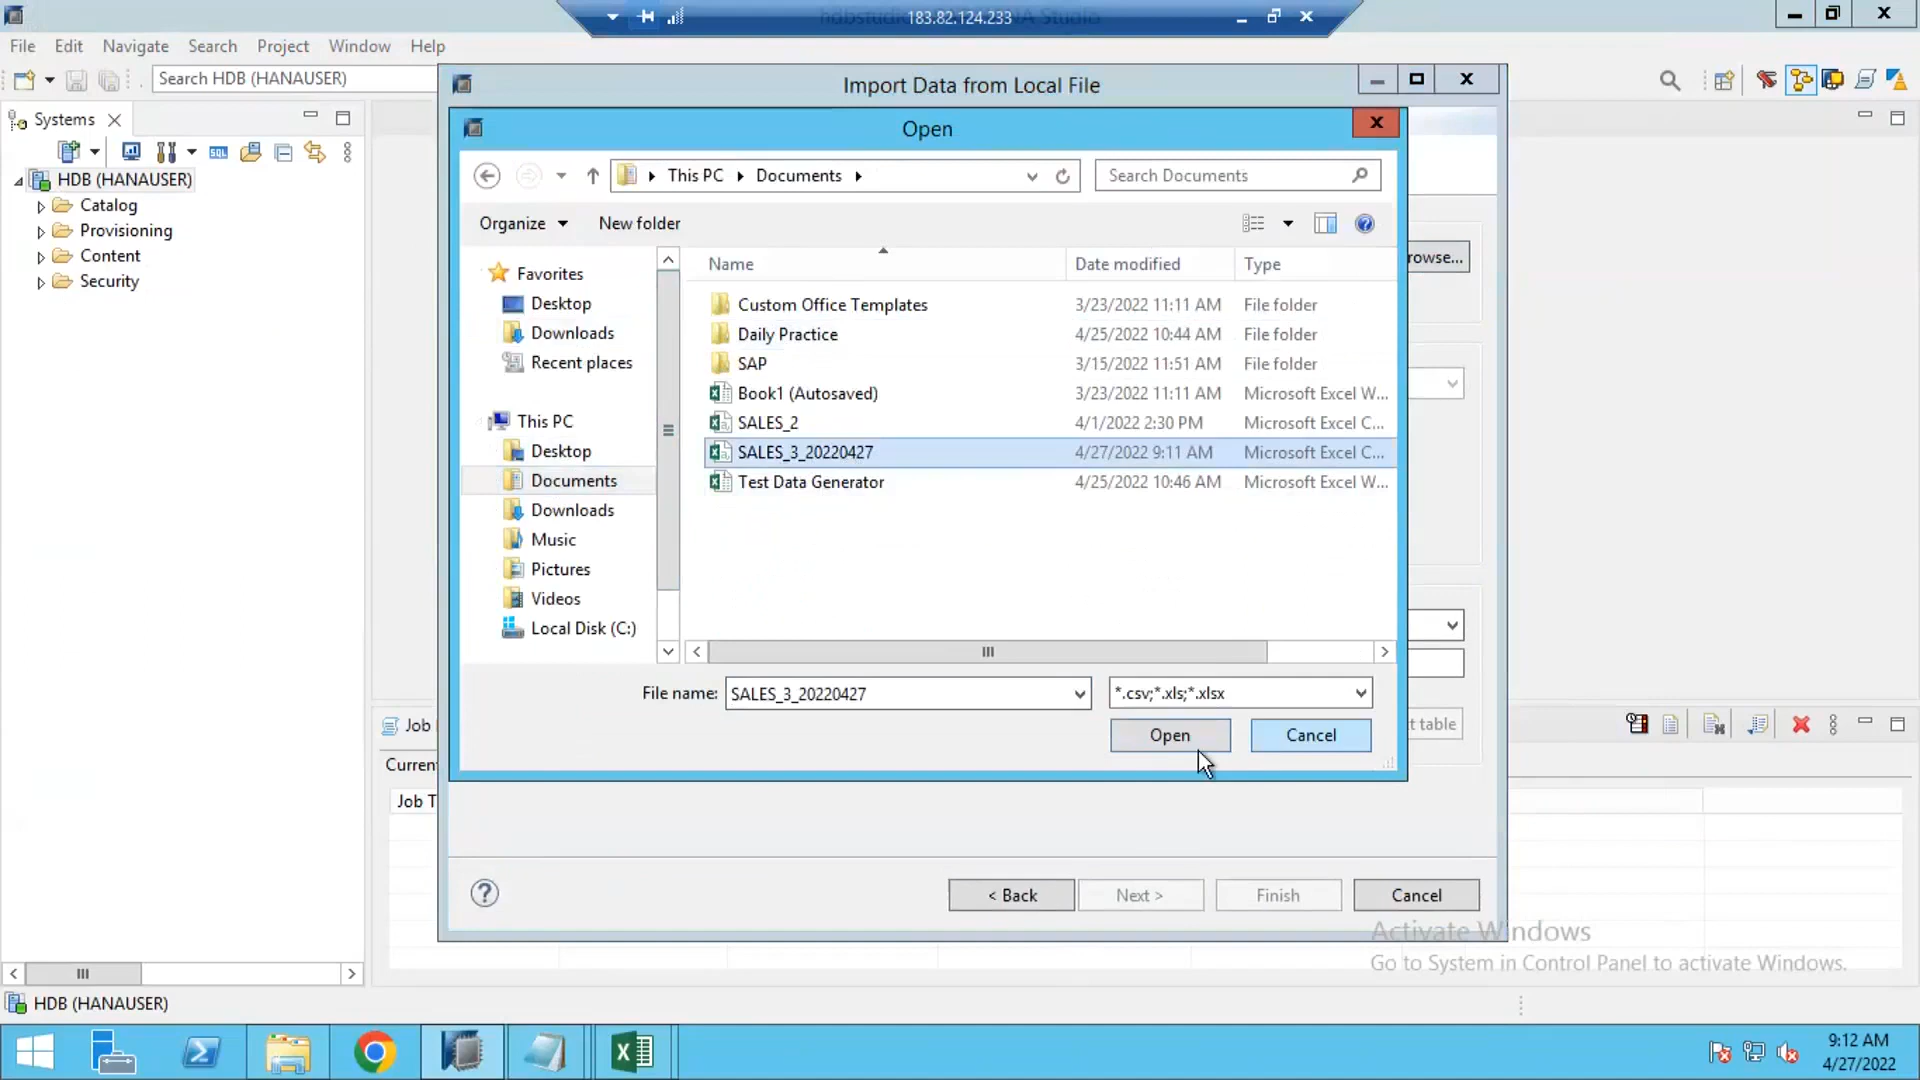 183.82.124.233
File Edit Navigate Search Project Window Help
Search HDB (HANAUSER)
Systems
HDB (HANAUSER)
Catalog
Provisioning
Content
Security
Import Data from Local File
Open
This PC Documents
Search Documents
Organize New folder
Favorites
Desktop
Downloads
Recent places
This PC
Desktop
Documents
Downloads
Music
Pictures
Videos
Local Disk (C:)
Name Date modified Type
Custom Office Templates 3/23/2022 11:11 AM File folder
Daily Practice 4/25/2022 10:44 AM File folder
SAP 3/15/2022 11:51 AM File folder
Book1 (Autosaved) 3/23/2022 11:11 AM Microsoft Excel W...
SALES_2 4/1/2022 2:30 PM Microsoft Excel C...
SALES_3_20220427 4/27/2022 9:11 AM Microsoft Excel C...
Test Data Generator 4/25/2022 10:46 AM Microsoft Excel W...
File name: SALES_3_20220427 *.csv;*.xls;*.xlsx
Open Cancel
rowse...
t table
Job
Curren
Job T
< Back Next > Finish Cancel
Activate Windows
Go to System in Control Panel to activate Windows.
HDB (HANAUSER)
9:12 AM
4/27/2022